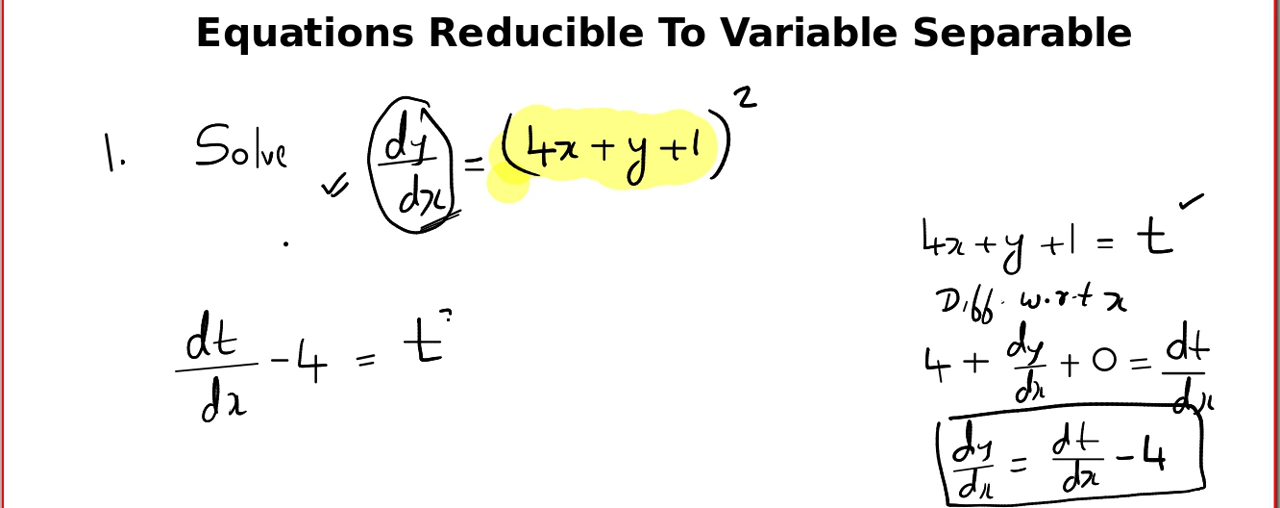 Equations Reducible To Variable Separable
1. Solve dy/dx = (4x + y + 1)²
4x + y + 1 = t
Diff. w.r.t x
4 + dy/dx + 0 = dt/dx
dy/dx = dt/dx - 4
dt/dx - 4 = t